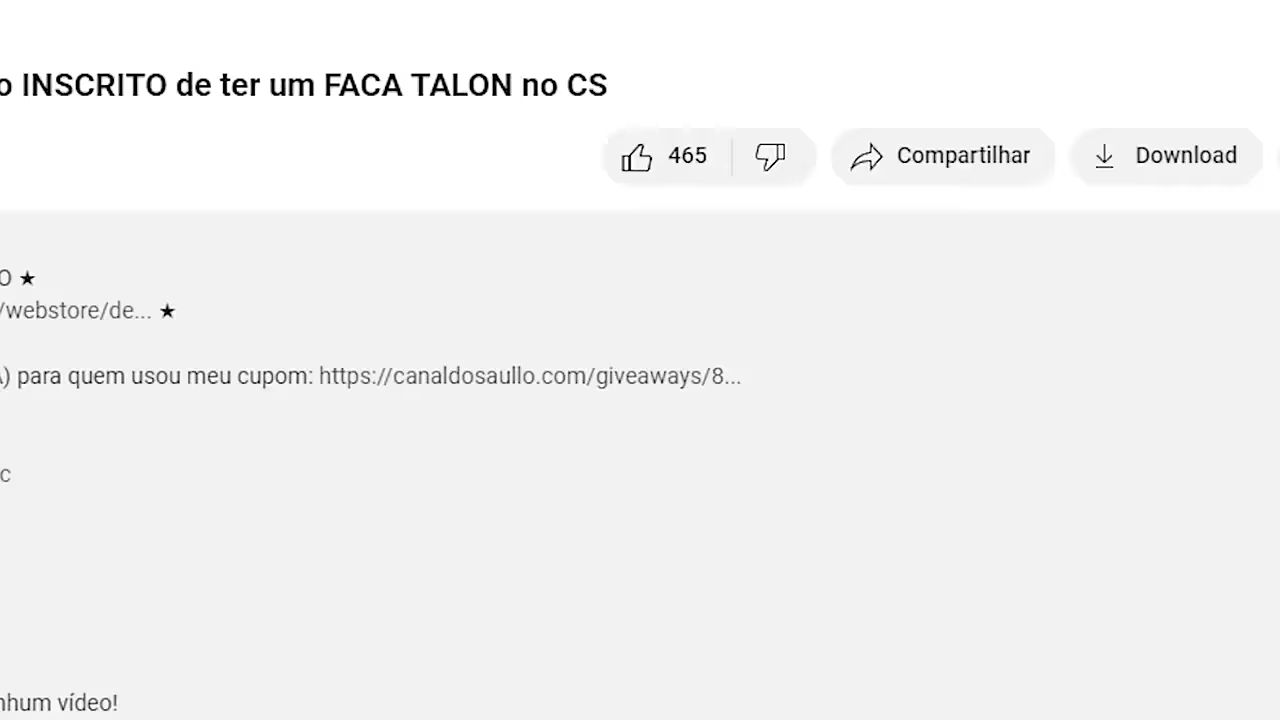 o INSCRITO de ter um FACA TALON no CS
465
Compartilhar
Download
O ★
/webstore/de... ★
) para quem usou meu cupom: https://canaldosaullo.com/giveaways/8...
c
nhum vídeo!